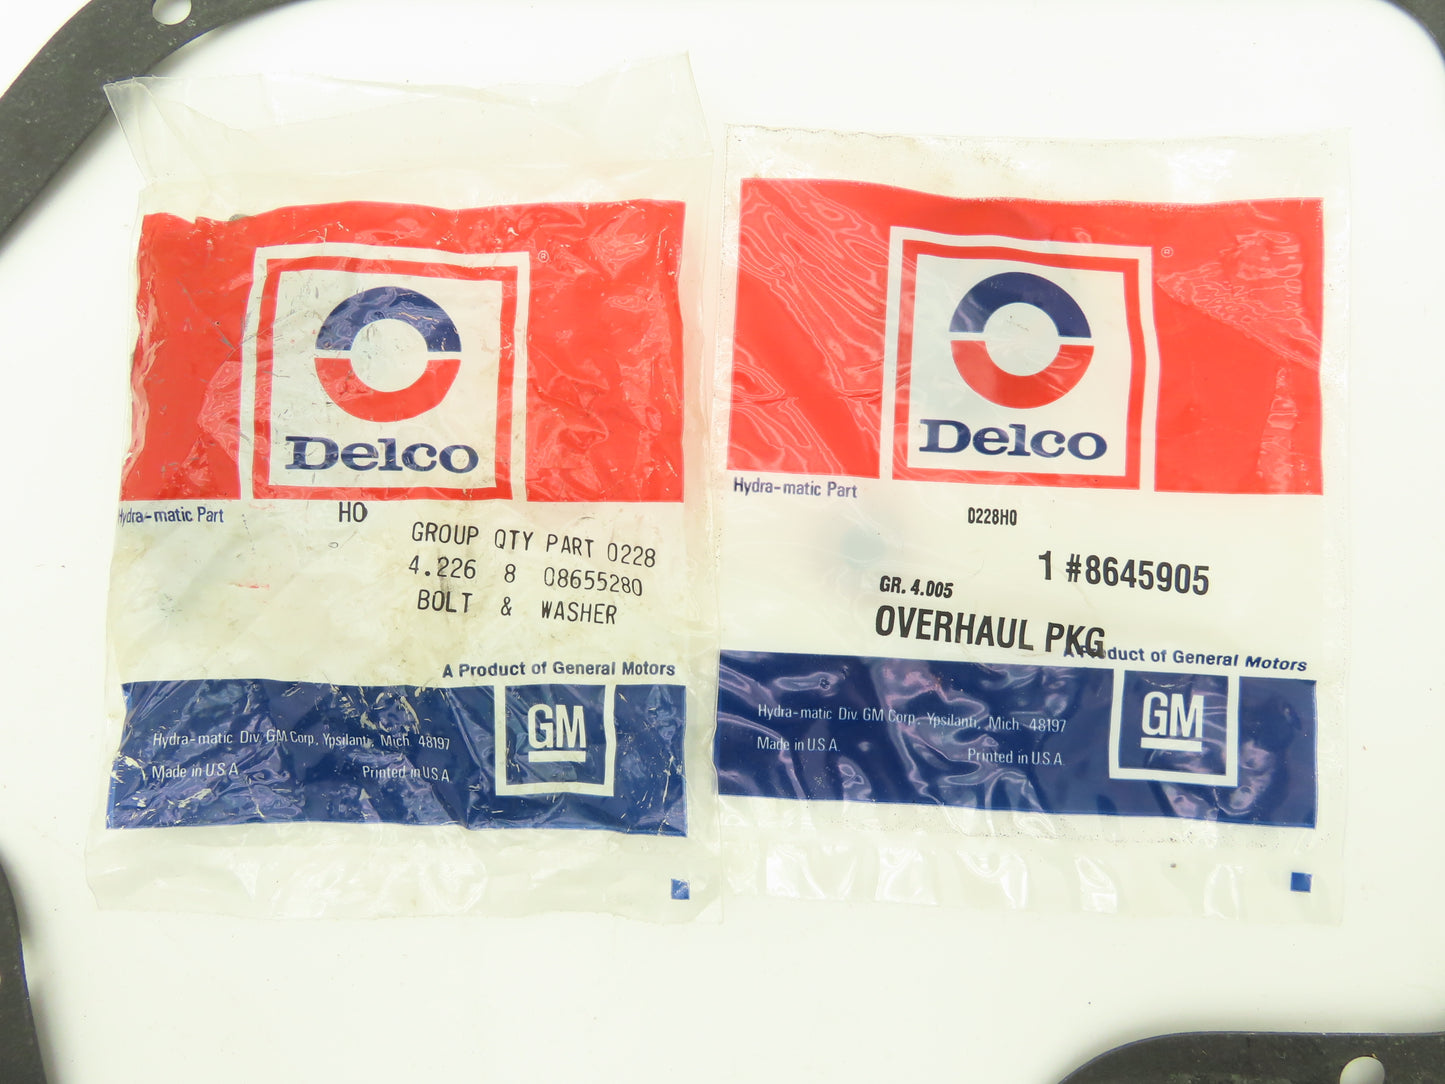 ®
Delco
Hydra-matic Part
HO
GROUP QTY PART 0228
4.226 8 08655280
BOLT & WASHER
A Product of General Motors
GM
Hydra-matic Div. GM Corp., Ypsilanti, Mich. 48197
Made in U.S.A.
Printed in U.S.A.
®
Delco
Hydra-matic Part
0228H0
1 #8645905
GR. 4.005
OVERHAUL PKG
A Product of General Motors
GM
Hydra-matic Div. GM Corp., Ypsilanti, Mich. 48197
Made in U.S.A.
Printed in U.S.A.